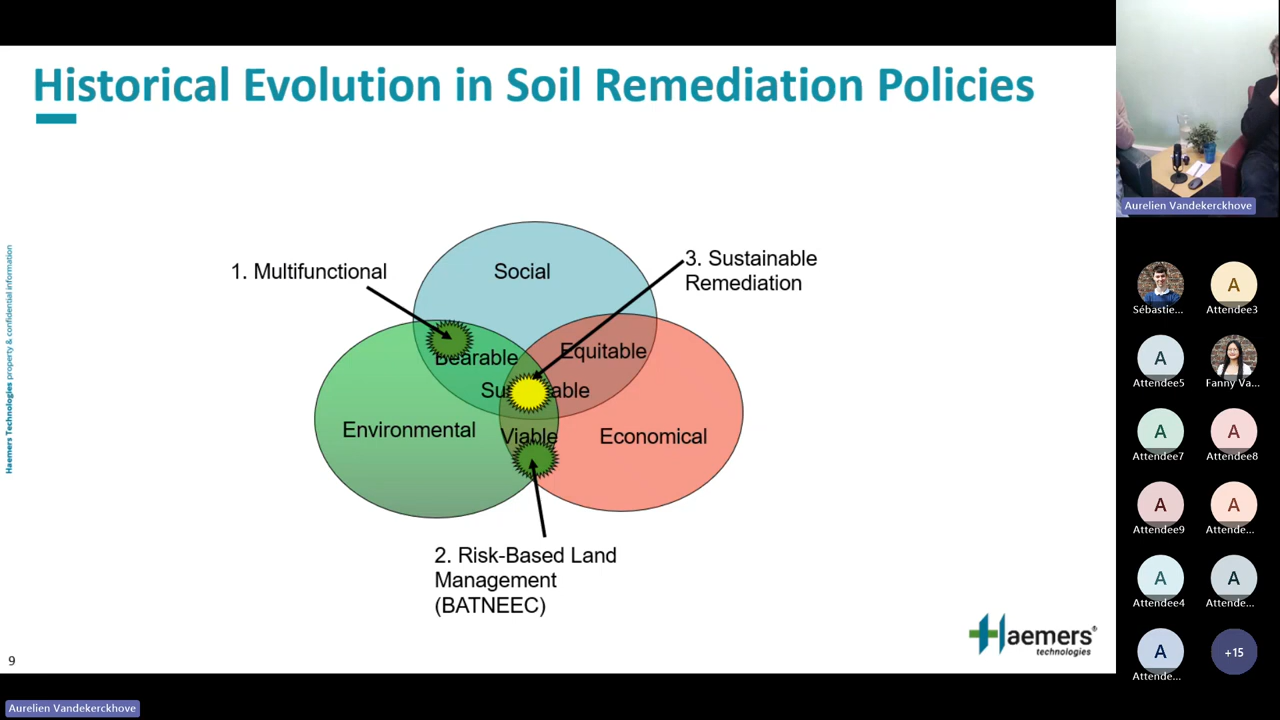 Historical Evolution in Soil Remediation Policies
Haemers Technologies property & confidential information
1. Multifunctional
Social
3. Sustainable
Remediation
Bearable
Equitable
Environmental
Viable
Economical
2. Risk-Based Land
Management
(BATNEEC)
9
Haemers®
technologies
Aurelien Vandekerckhove
Aurelien Vandekerckhove
Sébastie...
A
Attendee3
A
Attendee5
Fanny Va...
A
Attendee7
A
Attendee8
A
Attendee9
A
Attende...
A
Attendee4
A
Attende...
A
Attende...
+15